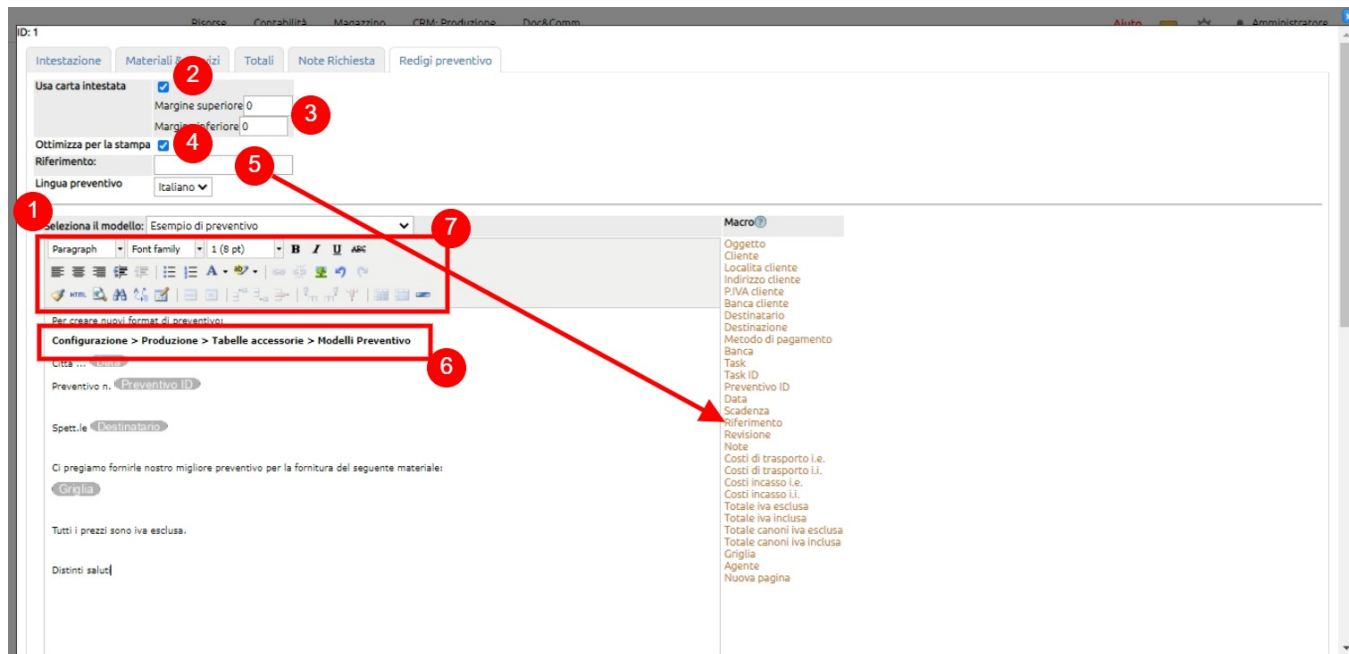 Risorse Contabilità Magazzino CRM: Produzione Doc&Comm Aiuto Amministratore
ID: 1
Intestazione Materiali & Totali Note Richiesta Redigi preventivo
2
Usa carta intestata
Margine superiore 0
3
Margine inferiore 0
Ottimizza per la stampa 4
Riferimento: 5
Lingua preventivo Italiano
1
Seleziona il modello: Esempio di preventivo 7
Paragraph Font family 1 (8 pt) B I U ABC
A
HTML
Per creare nuovi format di preventivo:
Configurazione > Produzione > Tabelle accessorie > Modelli Preventivo
6
Città ... Data
Preventivo n. Preventivo ID
Spett.le Destinatario
Ci pregiamo fornirle nostro migliore preventivo per la fornitura del seguente materiale:
Griglia
Tutti i prezzi sono iva esclusa.
Distinti saluti
Macro ?
Oggetto
Cliente
Localita cliente
Indirizzo cliente
P.IVA cliente
Banca cliente
Destinatario
Destinazione
Metodo di pagamento
Banca
Task
Task ID
Preventivo ID
Data
Scadenza
Riferimento
Revisione
Note
Costi di trasporto i.e.
Costi di trasporto i.i.
Costi incasso i.e.
Costi incasso i.i.
Totale iva esclusa
Totale iva inclusa
Totale canoni iva esclusa
Totale canoni iva inclusa
Griglia
Agente
Nuova pagina